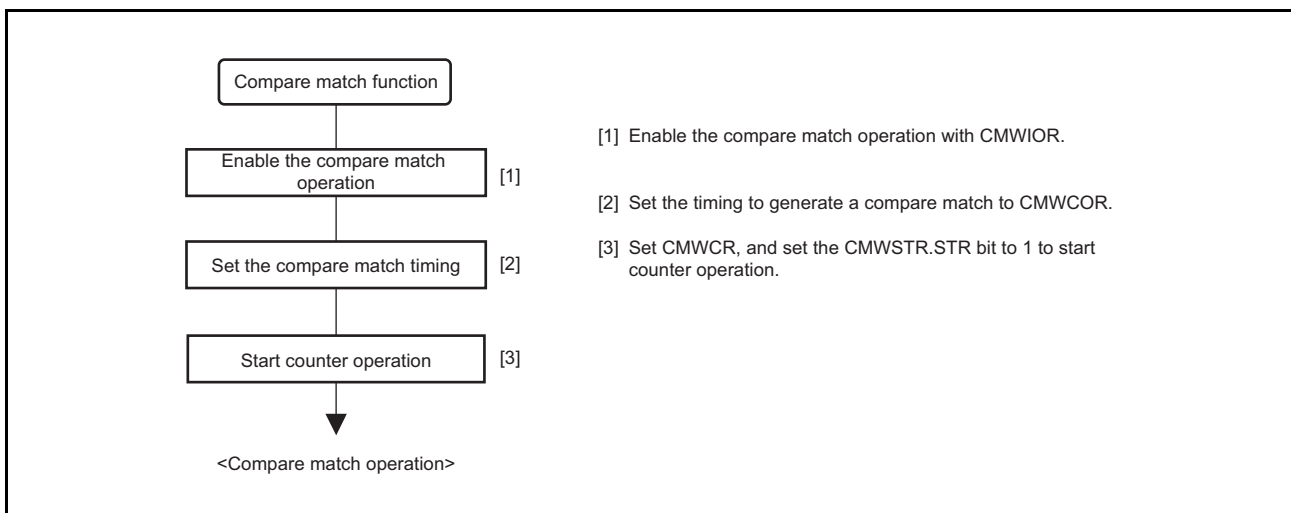 Compare match function
Enable the compare match
operation
[1]
Set the compare match timing
[2]
Start counter operation
[3]
<Compare match operation>
[1] Enable the compare match operation with CMWIOR.
[2] Set the timing to generate a compare match to CMWCOR.
[3] Set CMWCR, and set the CMWSTR.STR bit to 1 to start
counter operation.